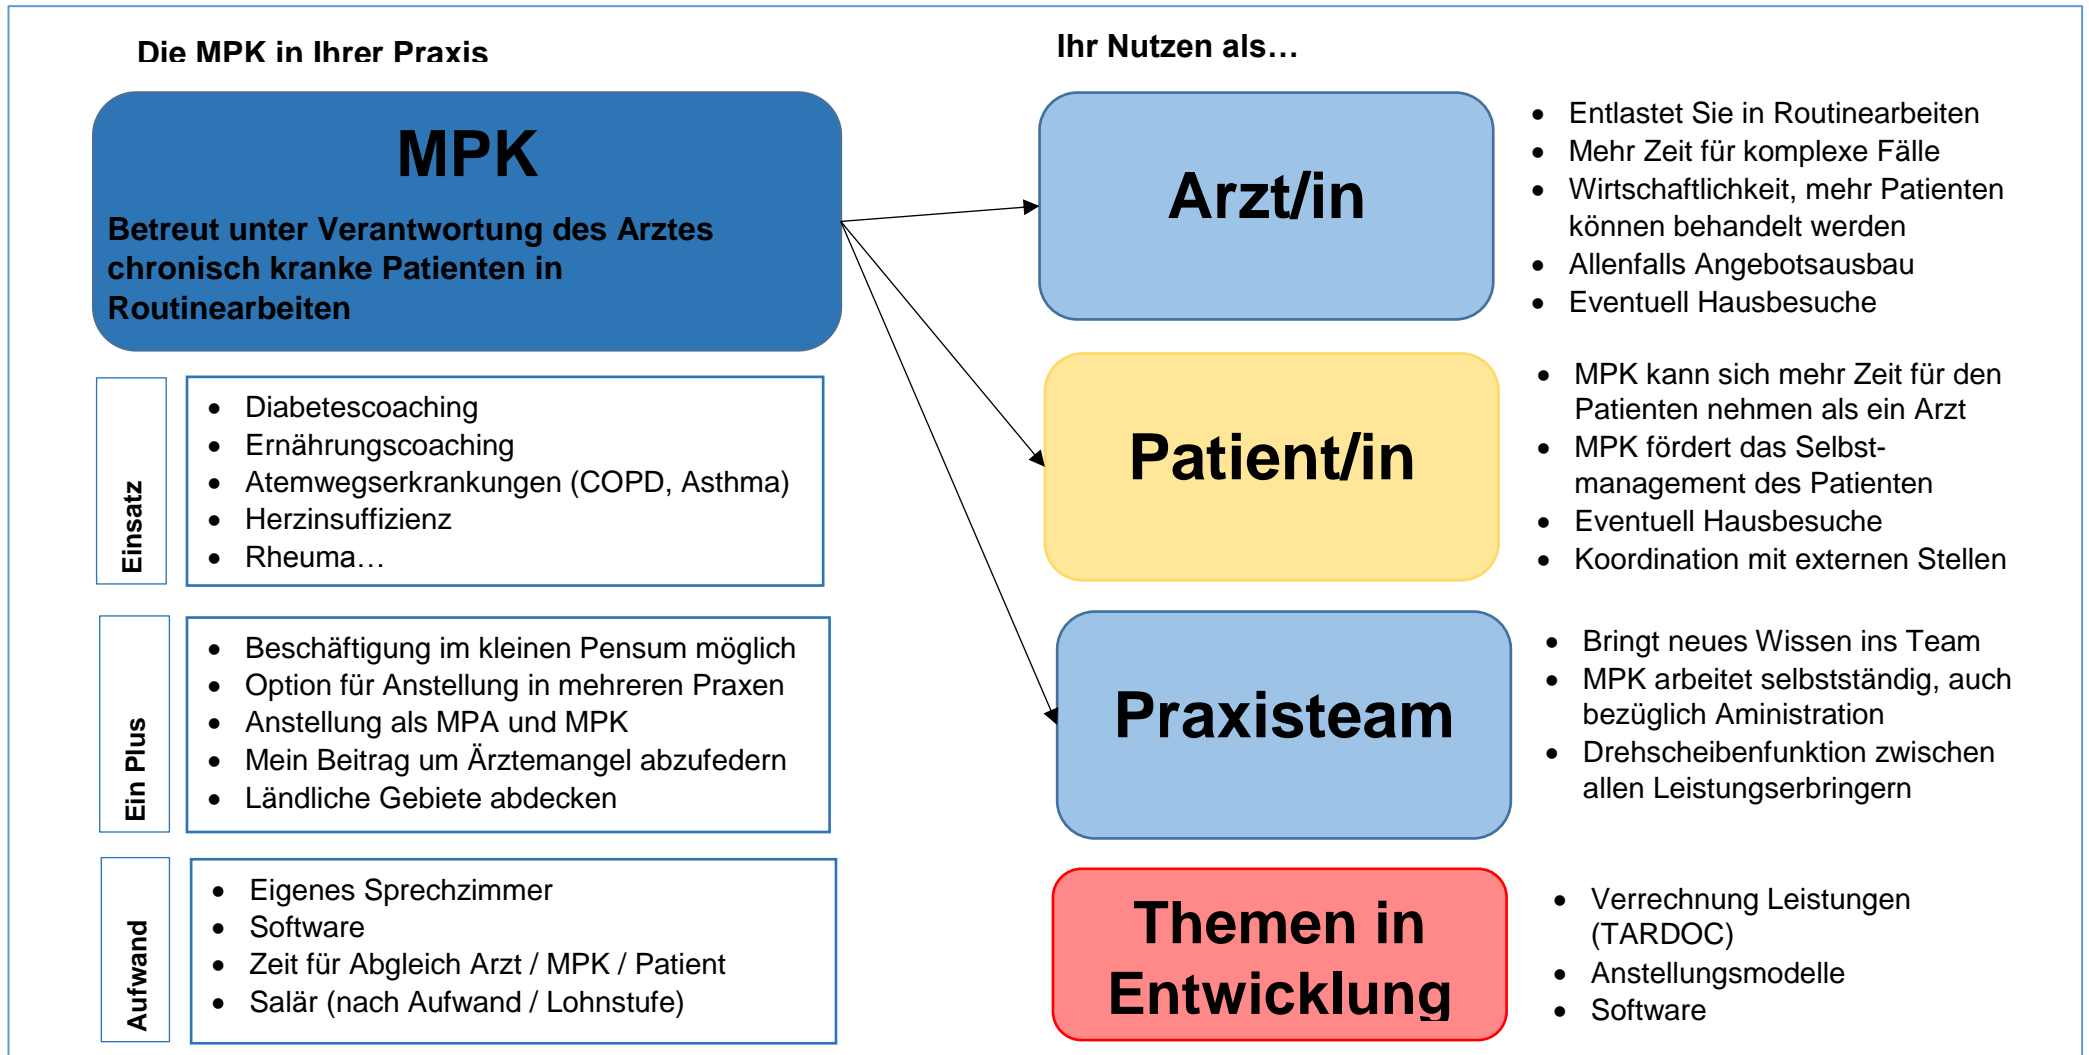 Die MPK in Ihrer Praxis
MPK
Betreut unter Verantwortung des Arztes
chronisch kranke Patienten in
Routinearbeiten
Einsatz
• Diabetescoaching
• Ernährungscoaching
• Atemwegserkrankungen (COPD, Asthma)
• Herzinsuffizienz
• Rheuma…
Ein Plus
• Beschäftigung im kleinen Pensum möglich
• Option für Anstellung in mehreren Praxen
• Anstellung als MPA und MPK
• Mein Beitrag um Ärztemangel abzufedern
• Ländliche Gebiete abdecken
Aufwand
• Eigenes Sprechzimmer
• Software
• Zeit für Abgleich Arzt / MPK / Patient
• Salär (nach Aufwand / Lohnstufe)
Ihr Nutzen als…
Arzt/in
• Entlastet Sie in Routinearbeiten
• Mehr Zeit für komplexe Fälle
• Wirtschaftlichkeit, mehr Patienten
können behandelt werden
• Allenfalls Angebotsausbau
• Eventuell Hausbesuche
Patient/in
• MPK kann sich mehr Zeit für den
Patienten nehmen als ein Arzt
• MPK fördert das Selbst-
management des Patienten
• Eventuell Hausbesuche
• Koordination mit externen Stellen
Praxisteam
• Bringt neues Wissen ins Team
• MPK arbeitet selbstständig, auch
bezüglich Aministration
• Drehscheibenfunktion zwischen
allen Leistungserbringern
Themen in
Entwicklung
• Verrechnung Leistungen
(TARDOC)
• Anstellungsmodelle
• Software